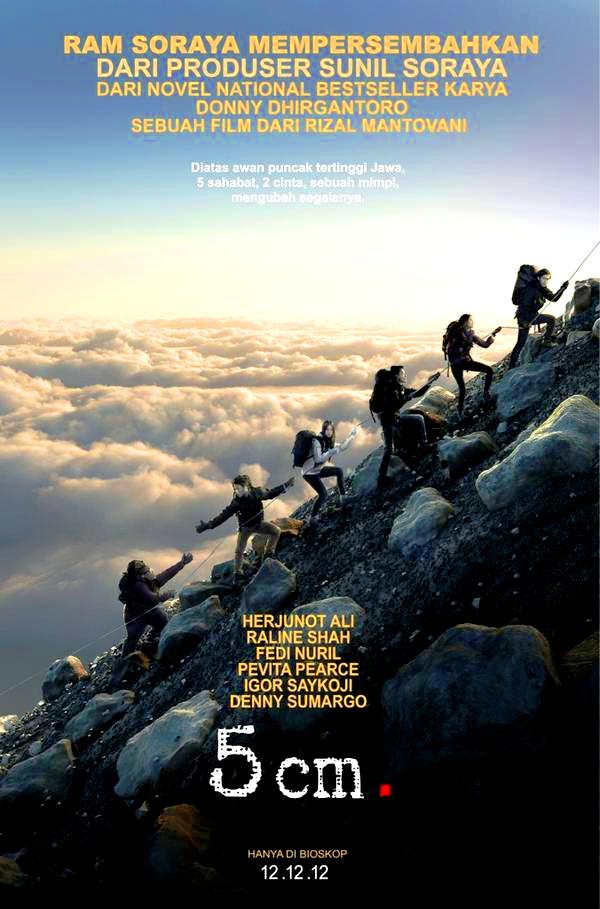 RAM SORAYA MEMPERSEMBAHKAN
DARI PRODUSER SUNIL SORAYA
DARI NOVEL NATIONAL BESTSELLER KARYA
DONNY DHIRGANTORO
SEBUAH FILM DARI RIZAL MANTOVANI
Diatas awan puncak tertinggi Jawa,
5 sahabat, 2 cinta, sebuah mimpi,
mengubah segalanya.
HERJUNOT ALI
RALINE SHAH
FEDI NURIL
PEVITA PEARCE
IGOR SAYKOJI
DENNY SUMARGO
5 cm.
HANYA DI BIOSKOP
12.12.12